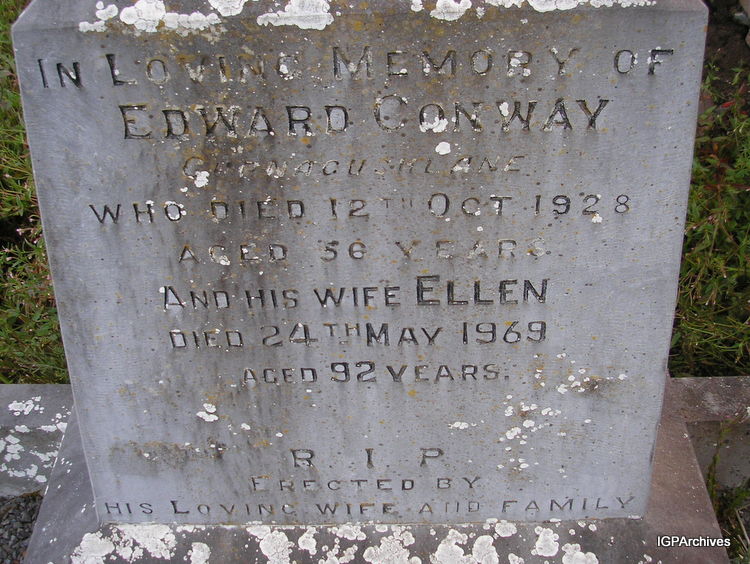 In Loving Memory of
Edward Conway
Who died 12th Oct 1928
aged 56 years
And his wife Ellen
died 24th May 1969
aged 92 years.
R I P
Erected by
his Loving wife and family
IGPArchives